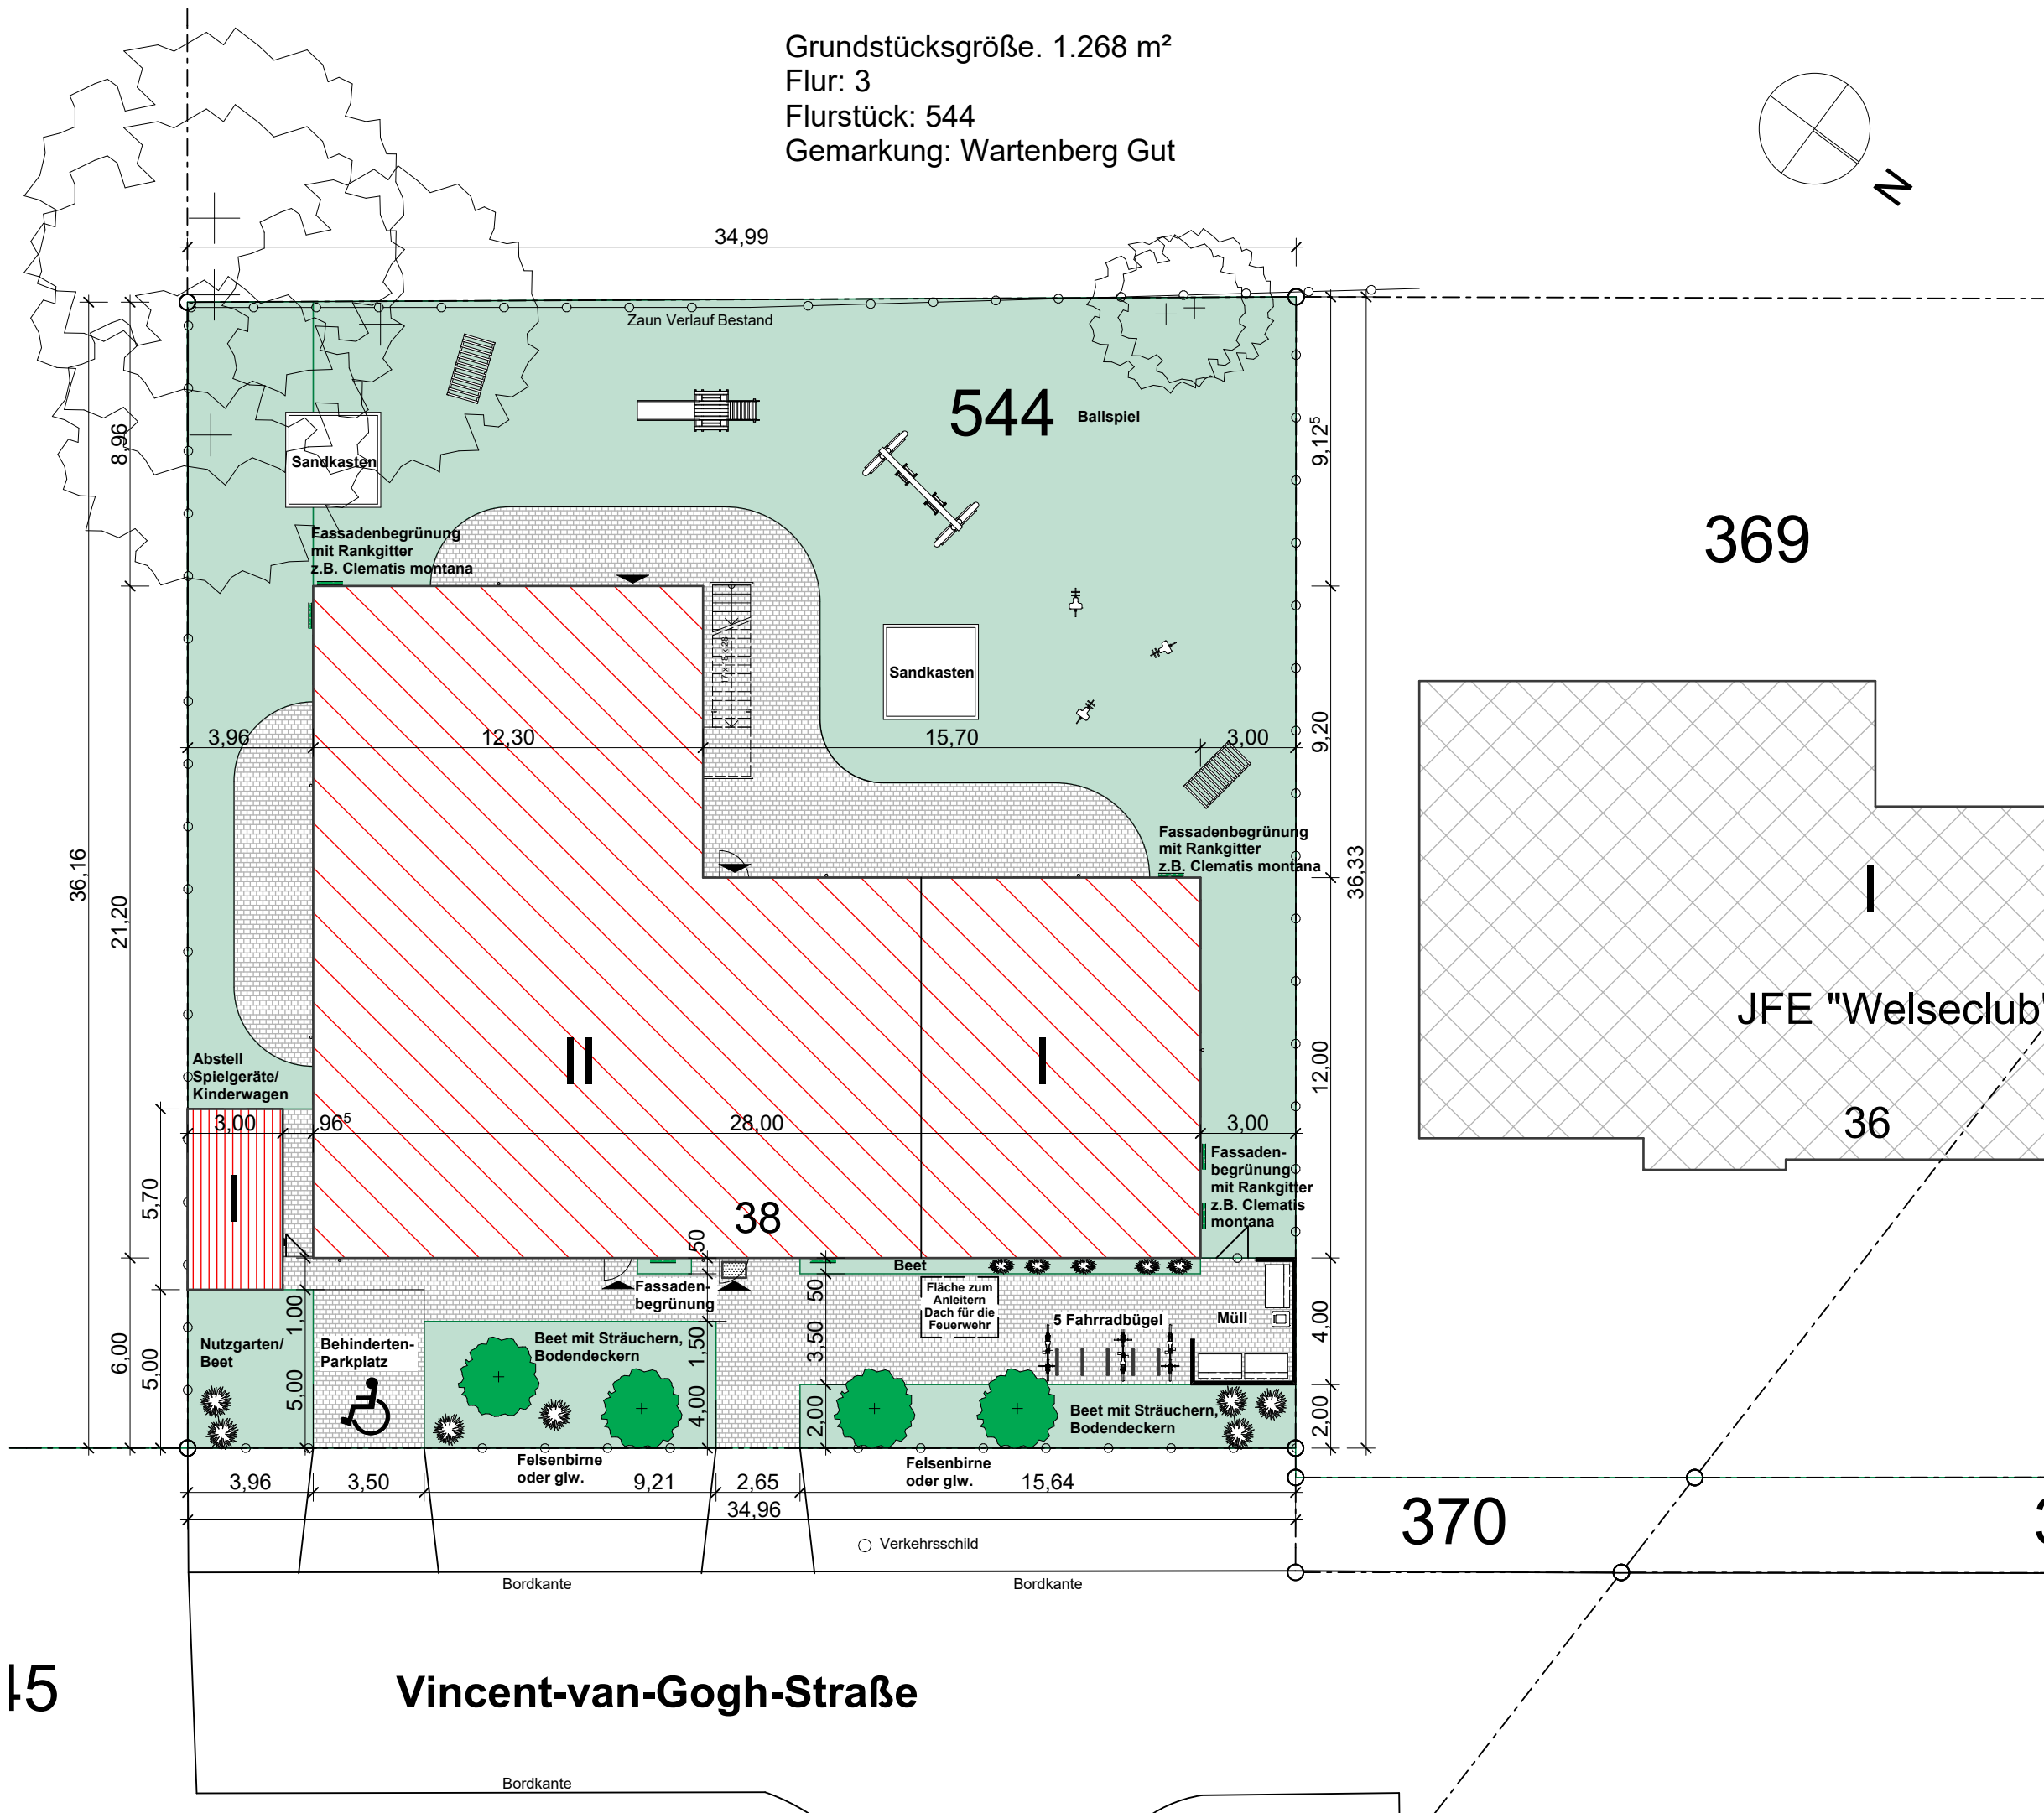 Grundstücksgröße. 1.268 m²
Flur: 3
Flurstück: 544
Gemarkung: Wartenberg Gut
N
34,99
Zaun Verlauf Bestand
544
Ballspiel
8,96
9,12⁵
Sandkasten
369
Fassadenbegrünung
mit Rankgitter
z.B. Clematis montana
17 x 18 x 26
Sandkasten
3,96
12,30
15,70
3,00
9,20
Fassadenbegrünung
mit Rankgitter
z.B. Clematis montana
36,16
21,20
36,33
I
JFE "Welseclub"
36
II
I
12,00
Abstell
Spielgeräte/
Kinderwagen
3,00
96⁵
28,00
3,00
5,70
I
38
Fassaden-
begrünung
mit Rankgitter
z.B. Clematis
montana
50
Beet
Fassaden-
begrünung
50
Fläche zum
Anleitern
Dach für die
Feuerwehr
5 Fahrradbügel
Müll
4,00
6,00
5,00
1,00
Nutzgarten/
Beet
Behinderten-
Parkplatz
Beet mit Sträuchern,
Bodendeckern
1,50
3,50
5,00
4,00
2,00
Beet mit Sträuchern,
Bodendeckern
2,00
Felsenbirne
oder glw.
Felsenbirne
oder glw.
3,96
3,50
9,21
2,65
15,64
34,96
370
Verkehrsschild
Bordkante
Bordkante
45
Vincent-van-Gogh-Straße
Bordkante